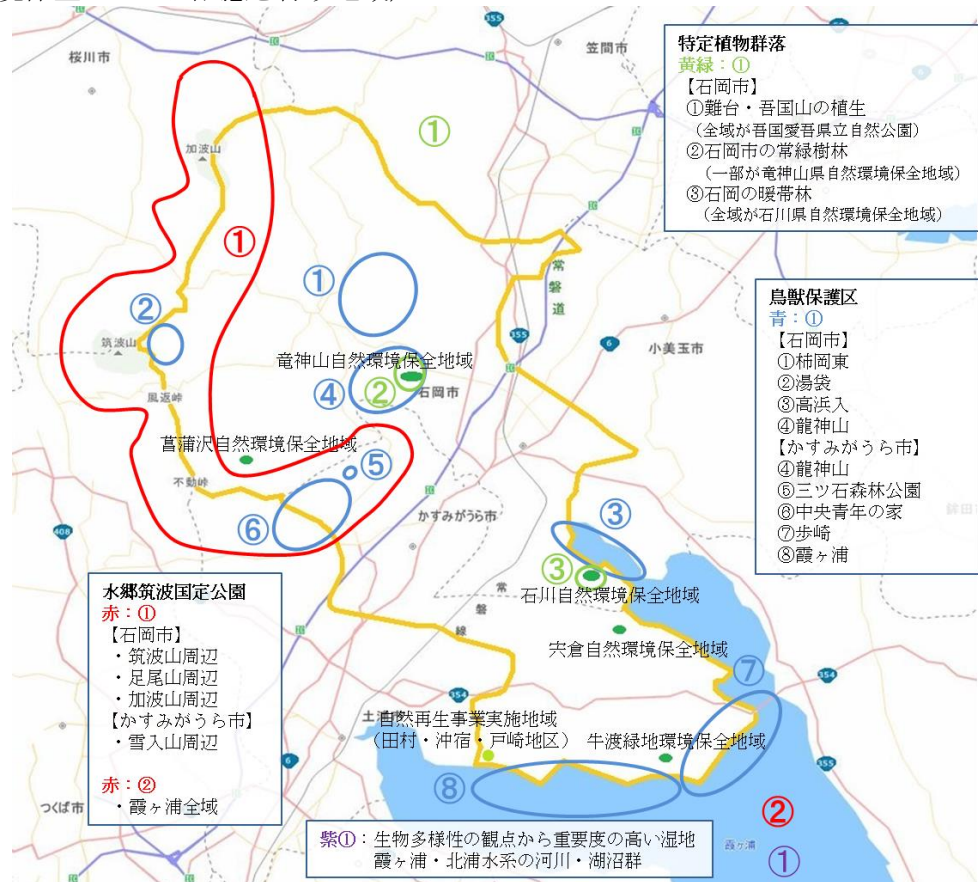 355
桜川市
笠間市
加波山
①
①
①
②
筑波山
風返峠
常磐道
355
6
小美玉市
竜神山自然環境保全地域
④
②
石岡市
菖蒲沢自然環境保全地域
⑤
不動峠
⑥
かすみがうら市
408
③
③
石川自然環境保全地域
常磐線
宍倉自然環境保全地域
⑦
354
354
土浦市
自然再生事業実施地域
(田村・沖宿・戸崎地区)
牛渡緑地環境保全地域
⑧
355
6
つくば市
②
霞ヶ浦
①
特定植物群落
黄緑:①
【石岡市】
①難台・吾国山の植生
(全域が吾国愛吾県立自然公園)
②石岡市の常緑樹林
(一部が竜神山県自然環境保全地域)
③石岡の暖帯林
(全域が石川県自然環境保全地域)
鳥獣保護区
青:①
【石岡市】
①柿岡東
②湯袋
③高浜入
④龍神山
【かすみがうら市】
④龍神山
⑤三ツ石森林公園
⑥中央青年の家
⑦歩崎
⑧霞ヶ浦
水郷筑波国定公園
赤:①
【石岡市】
・筑波山周辺
・足尾山周辺
・加波山周辺
【かすみがうら市】
・雪入山周辺
赤:②
・霞ヶ浦全域
紫①:生物多様性の観点から重要度の高い湿地
霞ヶ浦・北浦水系の河川・湖沼群